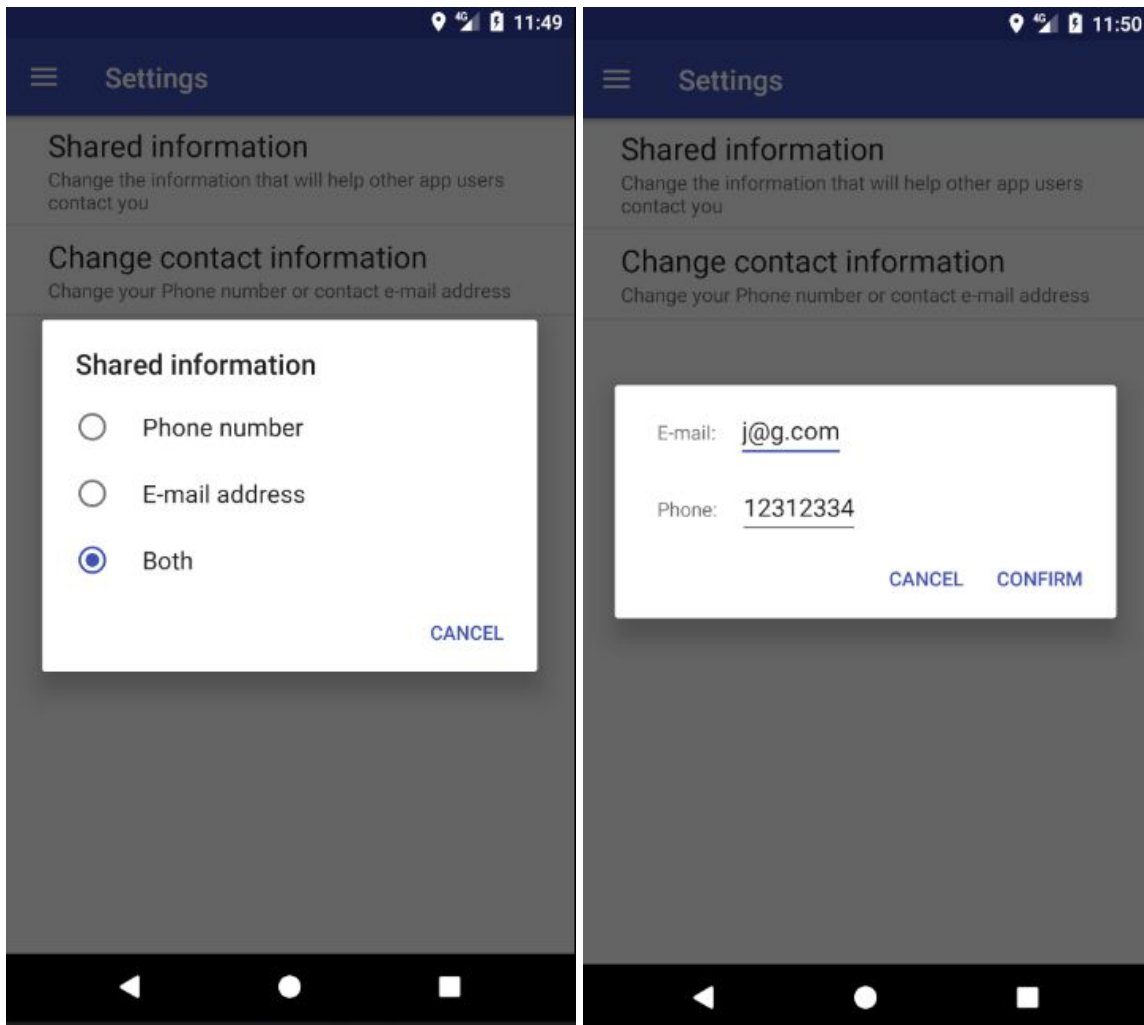 4G 11:49
Settings
Shared information
Change the information that will help other app users
contact you
Change contact information
Change your Phone number or contact e-mail address
Shared information
Phone number
E-mail address
Both
CANCEL
4G 11:50
Settings
Shared information
Change the information that will help other app users
contact you
Change contact information
Change your Phone number or contact e-mail address
E-mail: j@g.com
Phone: 12312334
CANCEL CONFIRM